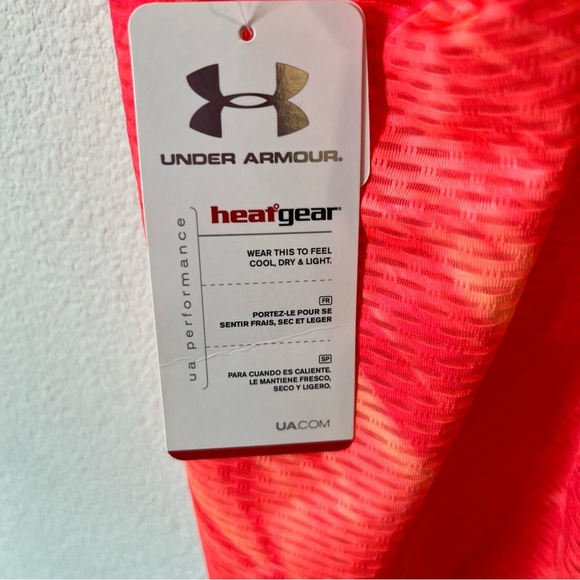 UNDER ARMOUR.
ua performance
heatgear®
WEAR THIS TO FEEL
COOL, DRY & LIGHT.
FR
PORTEZ-LE POUR SE
SENTIR FRAIS, SEC ET LEGER
SP
PARA CUANDO ES CALIENTE.
LE MANTIENE FRESCO,
SECO Y LIGERO.
UA.COM